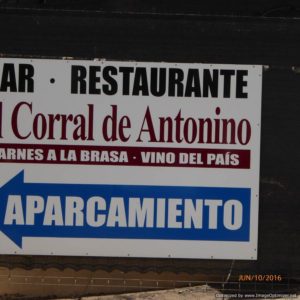 AR · RESTAURANTE
l Corral de Antonino
ARNES A LA BRASA · VINO DEL PAÍS
APARCAMIENTO
JUN/10/2016